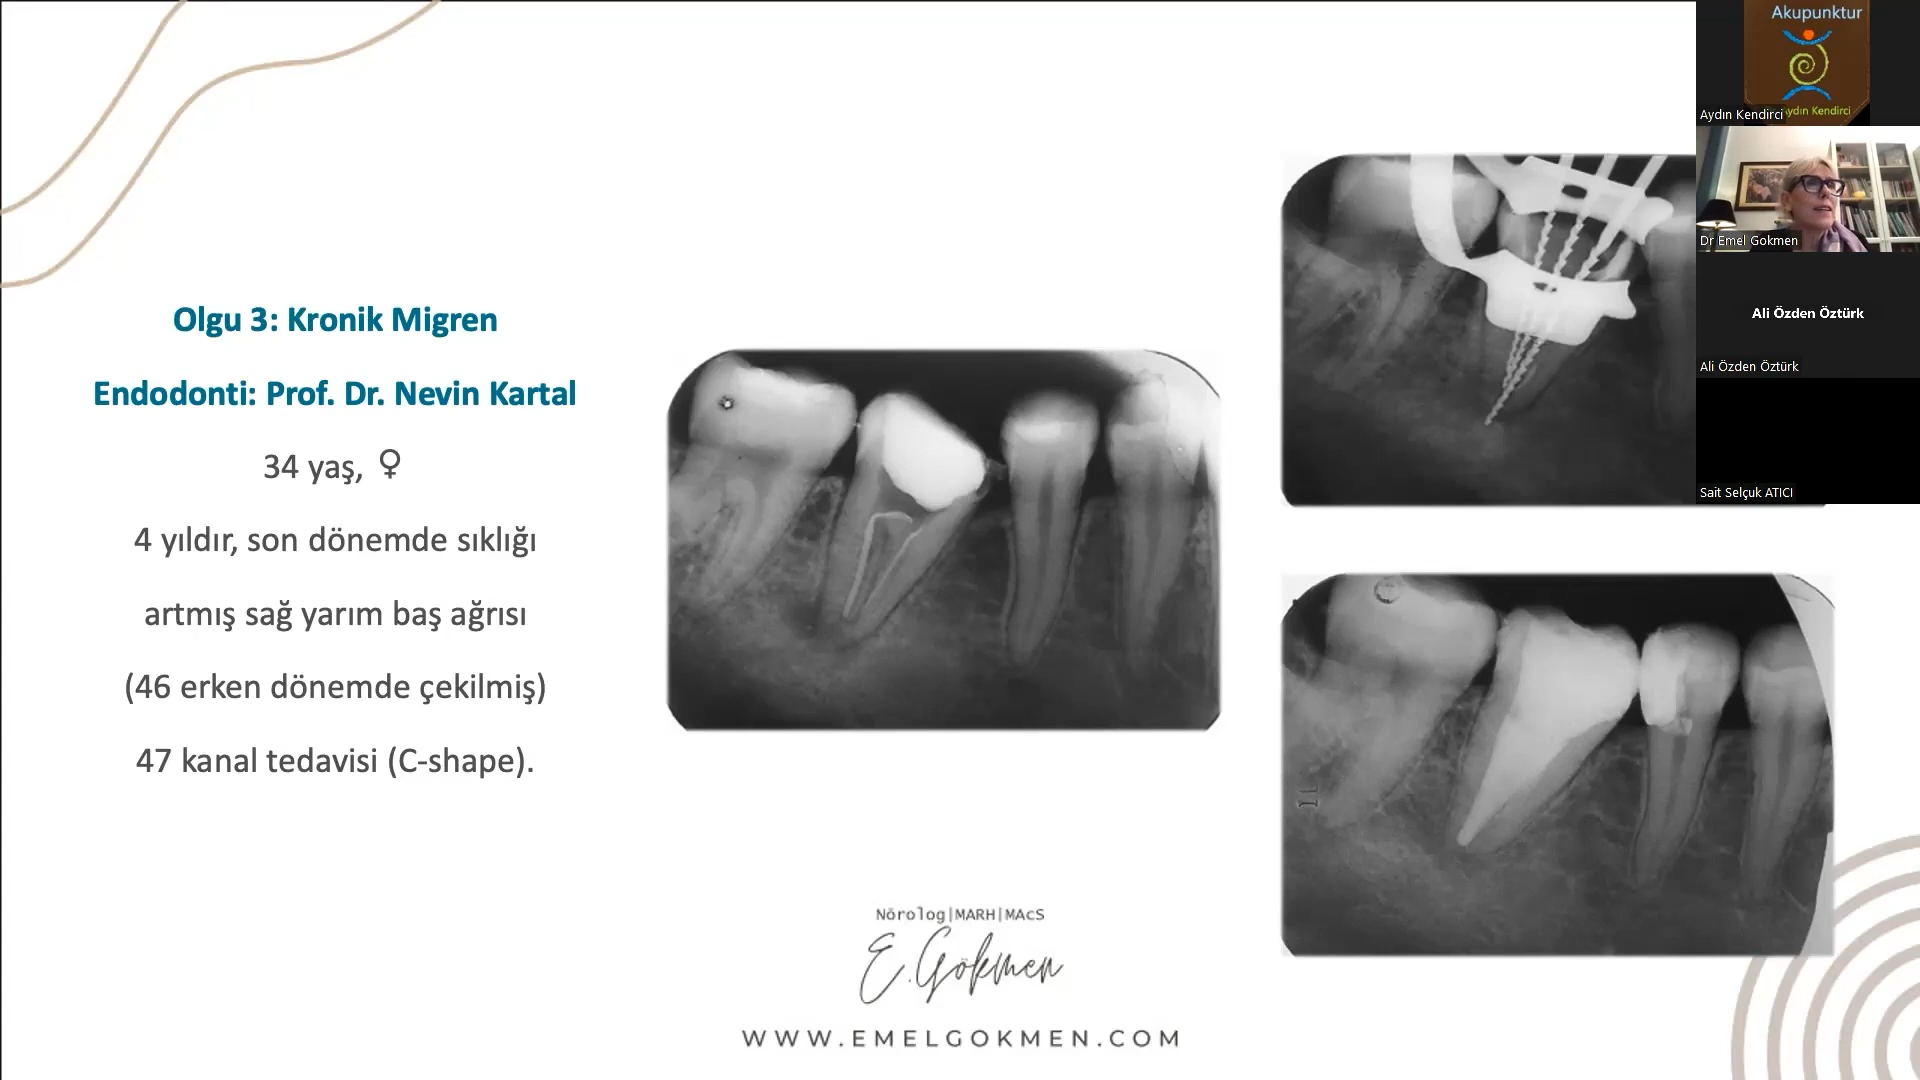 Olgu 3: Kronik Migren
Endodonti: Prof. Dr. Nevin Kartal
34 yaş, ♀
4 yıldır, son dönemde sıklığı
artmış sağ yarım baş ağrısı
(46 erken dönemde çekilmiş)
47 kanal tedavisi (C-shape).
Nörolog|MARH|MAcS
E.Gökmen
WWW.EMELGOKMEN.COM
Akupunktur
Aydın Kendirci
Aydın Kendirci
Dr Emel Gokmen
Ali Özden Öztürk
Ali Özden Öztürk
Sait Selçuk ATICI